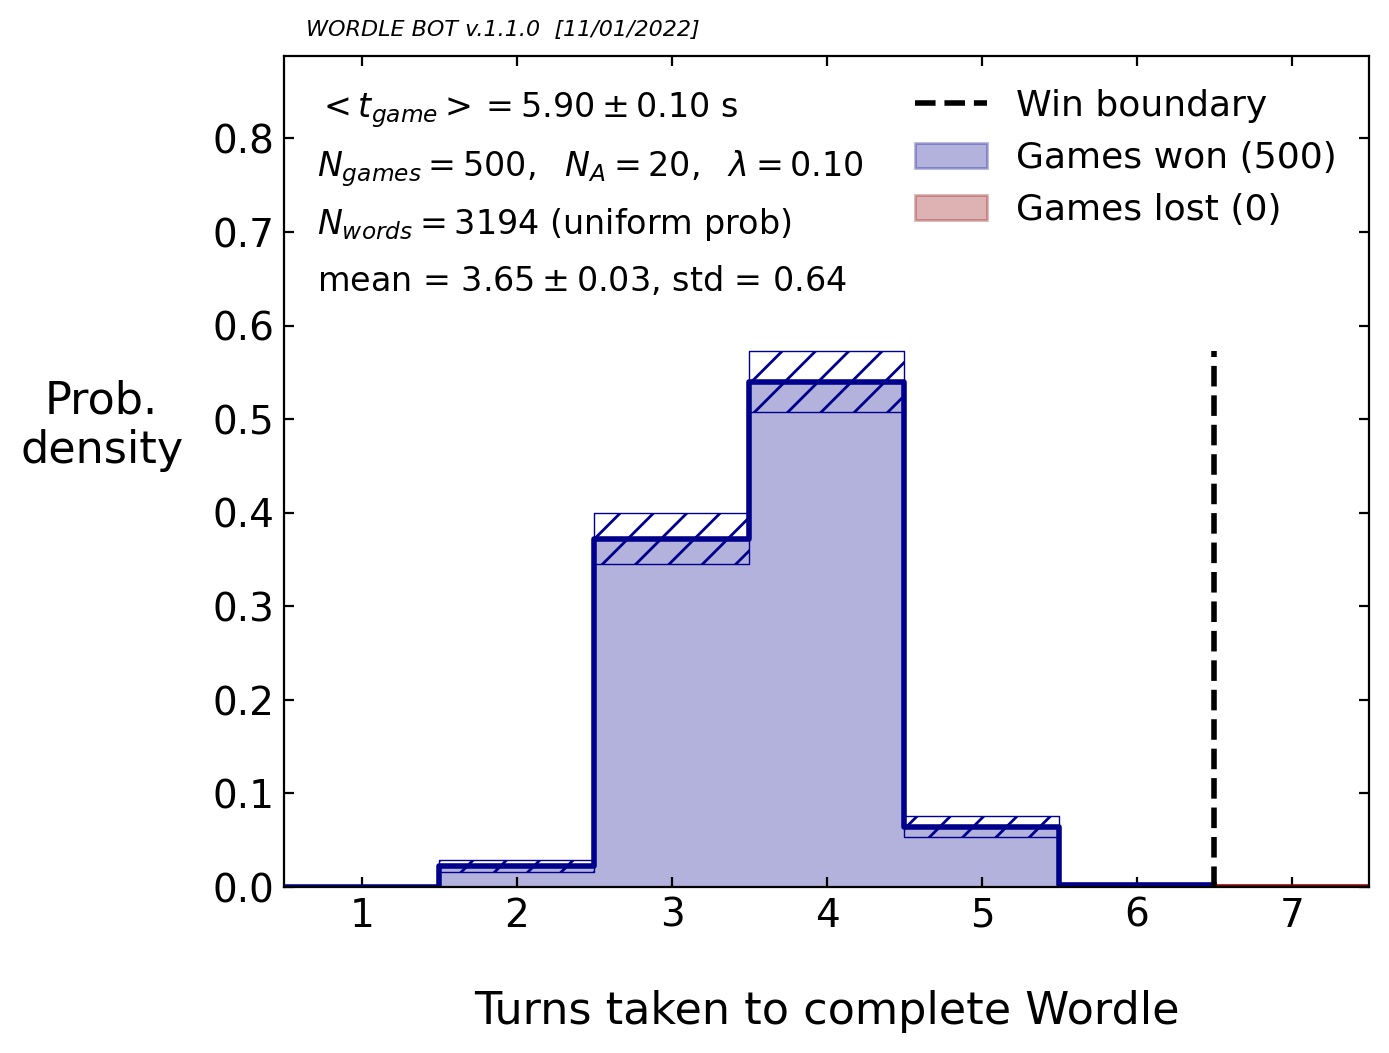 WORDLE BOT v.1.1.0 [11/01/2022]
< t_game > = 5.90 ± 0.10 s
N_games = 500, N_A = 20, λ = 0.10
N_words = 3194 (uniform prob)
mean = 3.65 ± 0.03, std = 0.64
Win boundary
Games won (500)
Games lost (0)
Prob.
density
0.8
0.7
0.6
0.5
0.4
0.3
0.2
0.1
0.0
1 2 3 4 5 6 7
Turns taken to complete Wordle